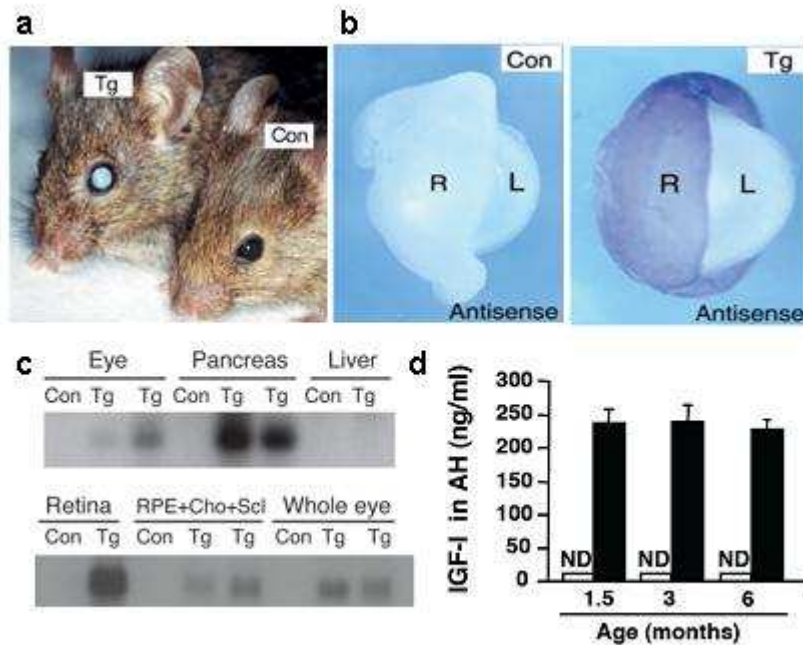 a
Tg
Con
b
Con
R
L
Antisense
Tg
R
L
Antisense
c
Eye Pancreas Liver
Con Tg Tg Con Tg Tg Con Tg
Retina RPE+Cho+Scl Whole eye
Con Tg Con Tg Tg Con Tg Tg
d
IGF-I in AH (ng/ml)
300
250
200
150
100
50
0
ND ND ND
1.5 3 6
Age (months)